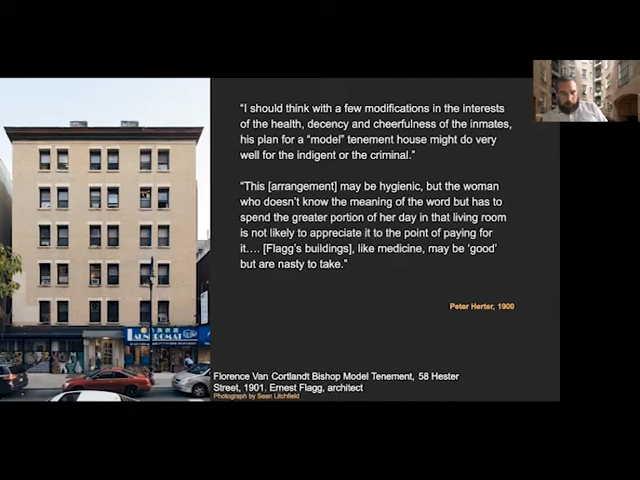 “I should think with a few modifications in the interests
of the health, decency and cheerfulness of the inmates,
his plan for a “model” tenement house might do very
well for the indigent or the criminal.”
“This [arrangement] may be hygienic, but the woman
who doesn’t know the meaning of the word but has to
spend the greater portion of her day in that living room
is not likely to appreciate it to the point of paying for
it…. [Flagg’s buildings], like medicine, may be ‘good’
but are nasty to take.”
Peter Herter, 1900
LAUNDROMAT
Florence Van Cortlandt Bishop Model Tenement, 58 Hester
Street, 1901. Ernest Flagg, architect
Photograph by Sean Litchfield